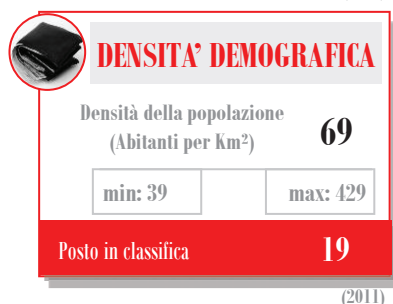 DENSITA’ DEMOGRAFICA
Densità della popolazione
(Abitanti per Km²)
69
min: 39
max: 429
Posto in classifica
19
(2011)